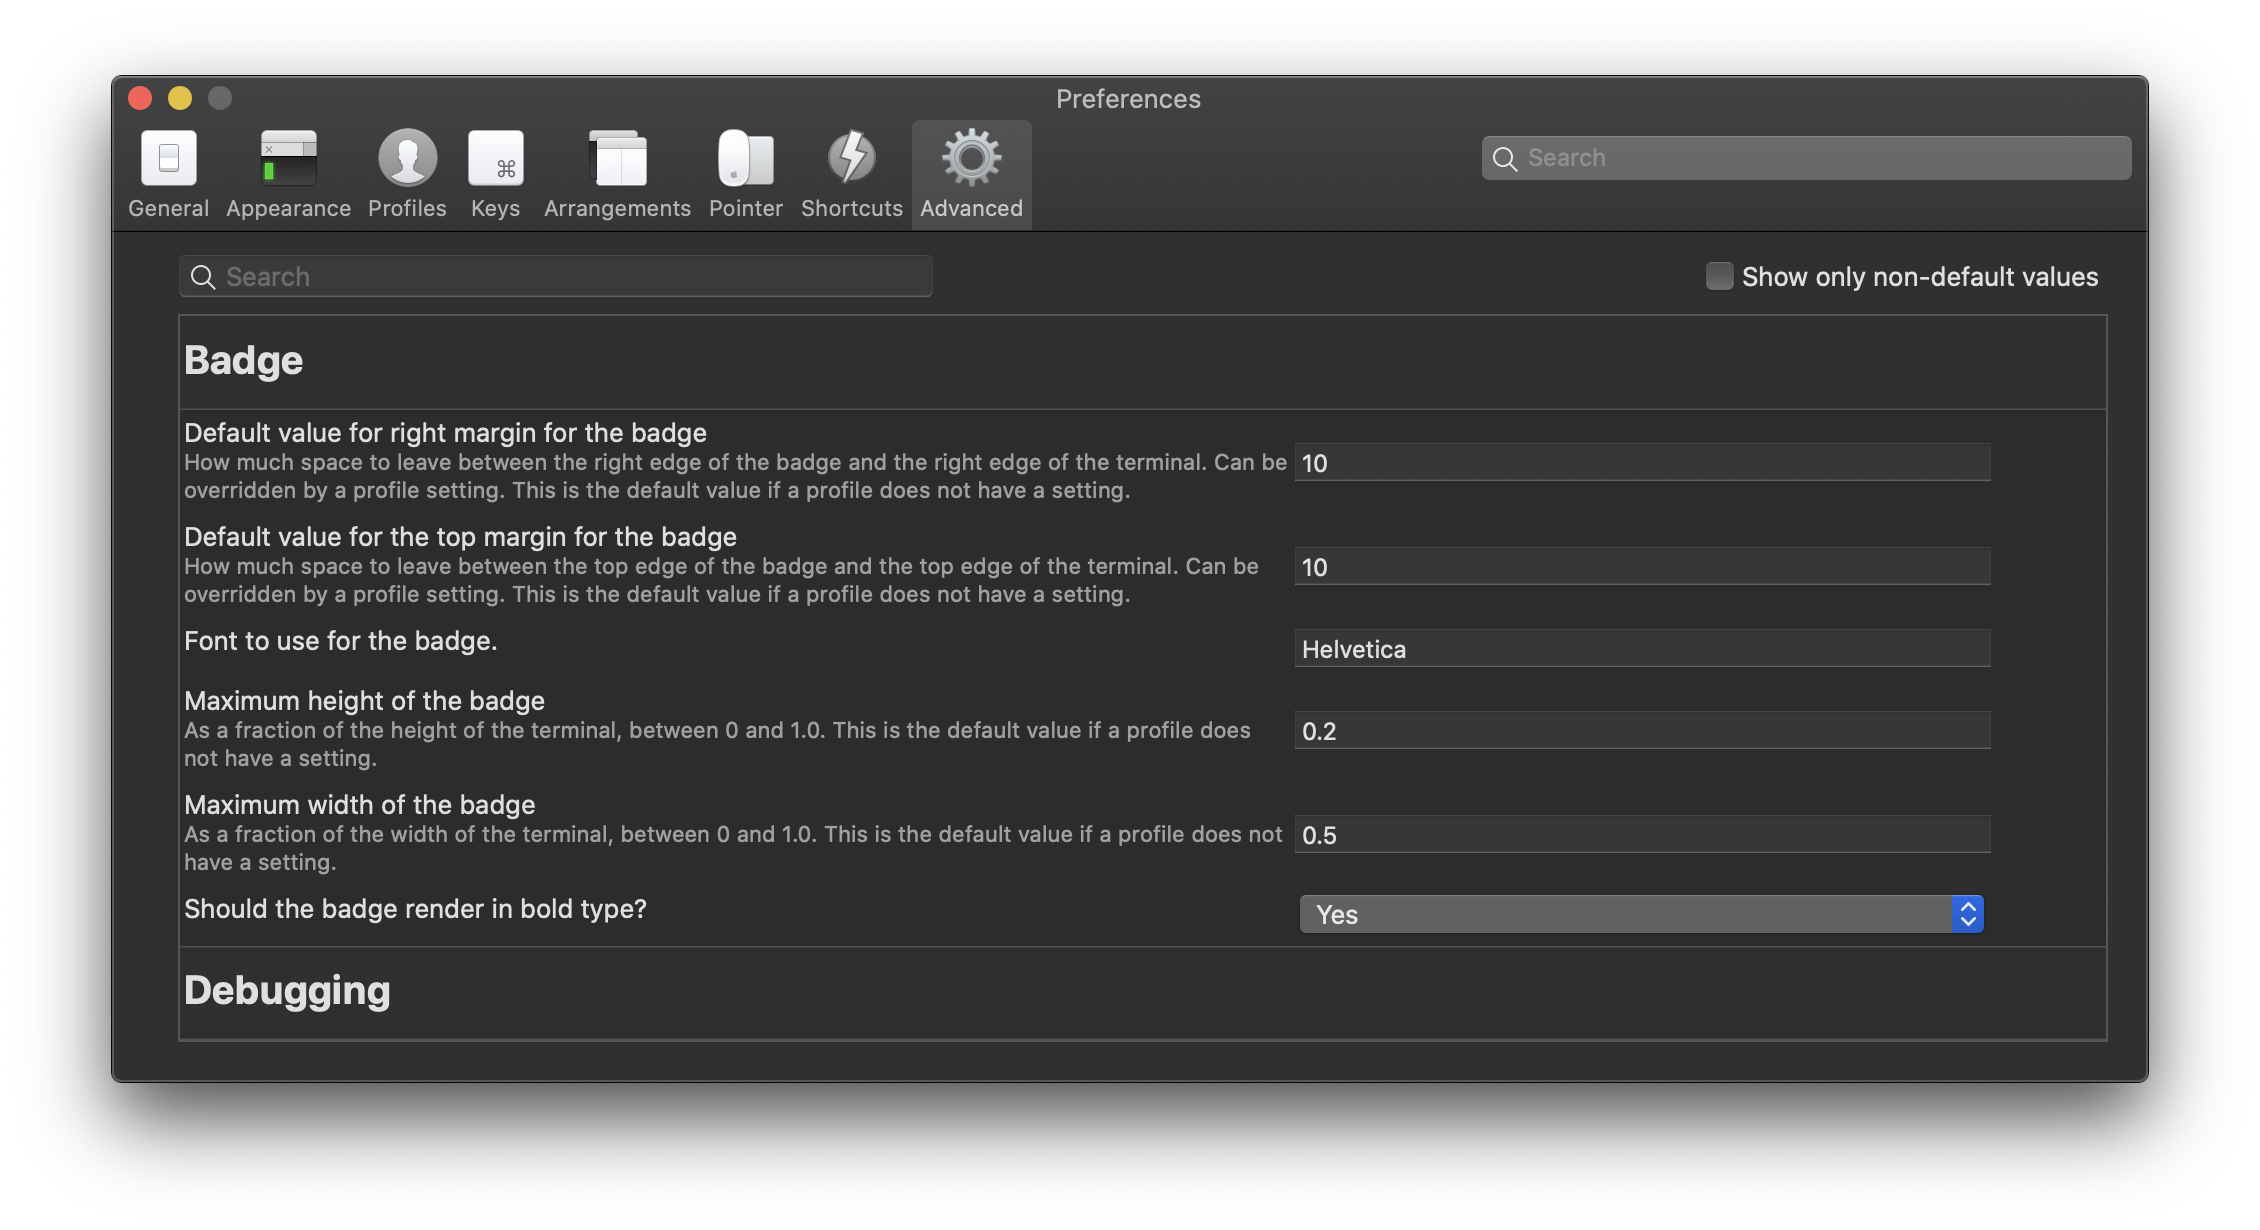 Preferences
General
Appearance
Profiles
Keys
Arrangements
Pointer
Shortcuts
Advanced
Search
Search
Show only non-default values
Badge
Default value for right margin for the badge
How much space to leave between the right edge of the badge and the right edge of the terminal. Can be
overridden by a profile setting. This is the default value if a profile does not have a setting.
10
Default value for the top margin for the badge
How much space to leave between the top edge of the badge and the top edge of the terminal. Can be
overridden by a profile setting. This is the default value if a profile does not have a setting.
10
Font to use for the badge.
Helvetica
Maximum height of the badge
As a fraction of the height of the terminal, between 0 and 1.0. This is the default value if a profile does
not have a setting.
0.2
Maximum width of the badge
As a fraction of the width of the terminal, between 0 and 1.0. This is the default value if a profile does not
have a setting.
0.5
Should the badge render in bold type?
Yes
Debugging